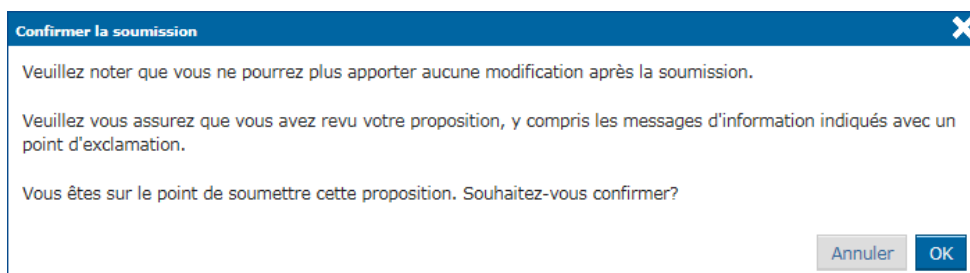 Confirmer la soumission
Veuillez noter que vous ne pourrez plus apporter aucune modification après la soumission.
Veuillez vous assurez que vous avez revu votre proposition, y compris les messages d'information indiqués avec un
point d'exclamation.
Vous êtes sur le point de soumettre cette proposition. Souhaitez-vous confirmer?
Annuler OK